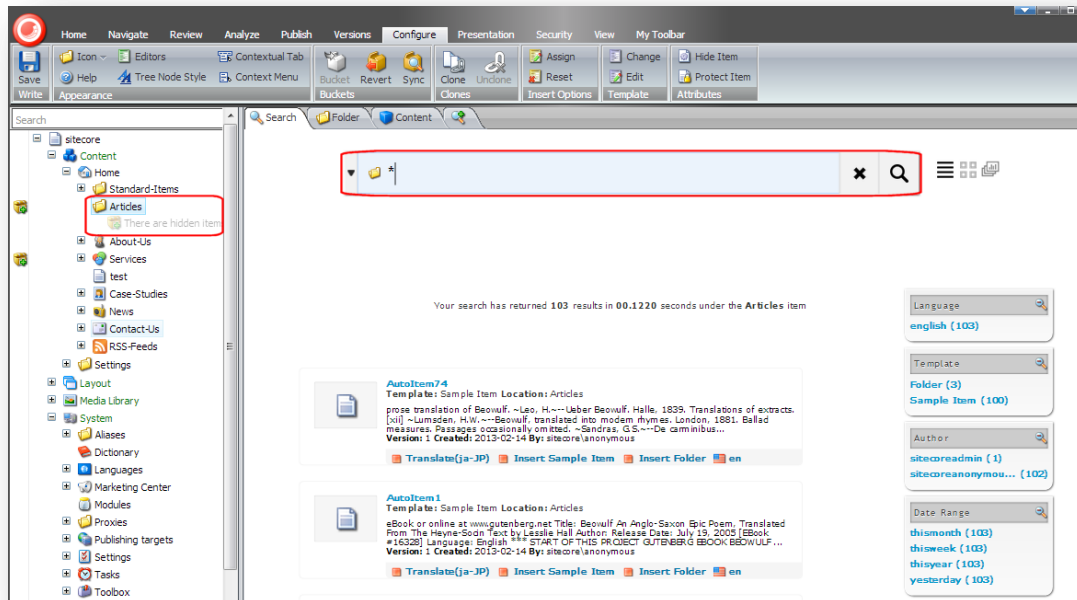 Home Navigate Review Analyze Publish Versions Configure Presentation Security View My Toolbar
Icon Editors Contextual Tab Assign Change Hide Item
Save Help Tree Node Style Context Menu Bucket Revert Sync Clone Unclone Reset Edit Protect Item
Write Appearance Buckets Clones Insert Options Template Attributes
Search
Search Folder Content
sitecore
Content
Home
Standard-Items
Articles
There are hidden item
About-Us
Services
test
Case-Studies
News
Contact-Us
RSS-Feeds
Settings
Layout
Media Library
System
Aliases
Dictionary
Languages
Marketing Center
Modules
Proxies
Publishing targets
Settings
Tasks
Toolbox
*
Your search has returned 103 results in 00.1220 seconds under the Articles item
AutoItem74
Template: Sample Item Location: Articles
prose translation of Beowulf. ~Leo, H.~--Ueber Beowulf. Halle, 1839. Translations of extracts.
[xii] ~Lumsden, H.W.~--Beowulf, translated into modern rhymes. London, 1881. Ballad
measures. Passages occasionally omitted. ~Sandras, G.S.~--De carminibus...
Version: 1 Created: 2013-02-14 By: sitecore\anonymous
Translate(ja-JP) Insert Sample Item Insert Folder en
AutoItem1
Template: Sample Item Location: Articles
eBook or online at www.gutenberg.net Title: Beowulf An Anglo-Saxon Epic Poem, Translated
From The Heyne-Socin Text by Lesslie Hall Author: Release Date: July 19, 2005 [EBook
#16328] Language: English *** START OF THIS PROJECT GUTENBERG EBOOK BEOWULF ...
Version: 1 Created: 2013-02-14 By: sitecore\anonymous
Translate(ja-JP) Insert Sample Item Insert Folder en
Language
english (103)
Template
Folder (3)
Sample Item (100)
Author
sitecoreadmin (1)
sitecoreanonymou... (102)
Date Range
thismonth (103)
thisweek (103)
thisyear (103)
yesterday (103)